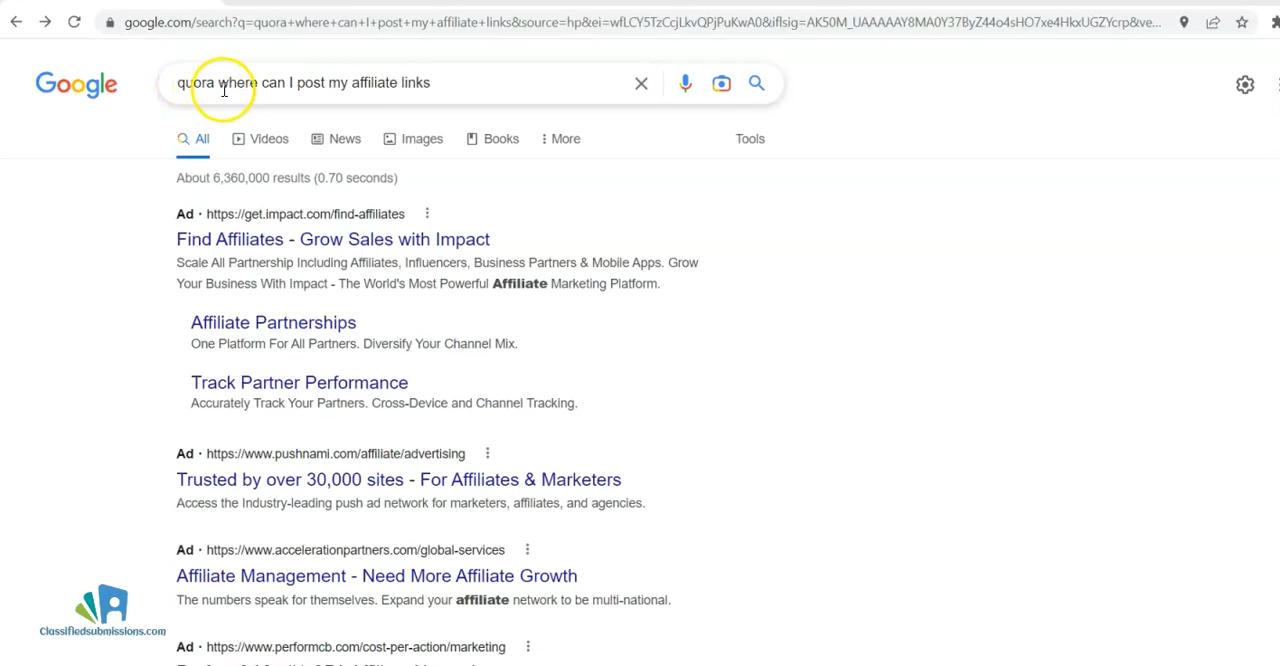 google.com/search?q=quora+where+can+I+post+my+affiliate+links&source=hp&ei=wfLCY5TzCcjLkvQPjPuKwA0&iflsig=AK50M_UAAAAAY8MA0Y37ByZ44o4sHO7xe4HkxUGZYcrp&ve...
Google
quora where can I post my affiliate links
All Videos News Images Books More Tools
About 6,360,000 results (0.70 seconds)
Ad · https://get.impact.com/find-affiliates
Find Affiliates - Grow Sales with Impact
Scale All Partnership Including Affiliates, Influencers, Business Partners & Mobile Apps. Grow
Your Business With Impact - The World's Most Powerful Affiliate Marketing Platform.
Affiliate Partnerships
One Platform For All Partners. Diversify Your Channel Mix.
Track Partner Performance
Accurately Track Your Partners. Cross-Device and Channel Tracking.
Ad · https://www.pushnami.com/affiliate/advertising
Trusted by over 30,000 sites - For Affiliates & Marketers
Access the Industry-leading push ad network for marketers, affiliates, and agencies.
Ad · https://www.accelerationpartners.com/global-services
Affiliate Management - Need More Affiliate Growth
The numbers speak for themselves. Expand your affiliate network to be multi-national.
Classifiedsubmissions.com
Ad · https://www.performcb.com/cost-per-action/marketing